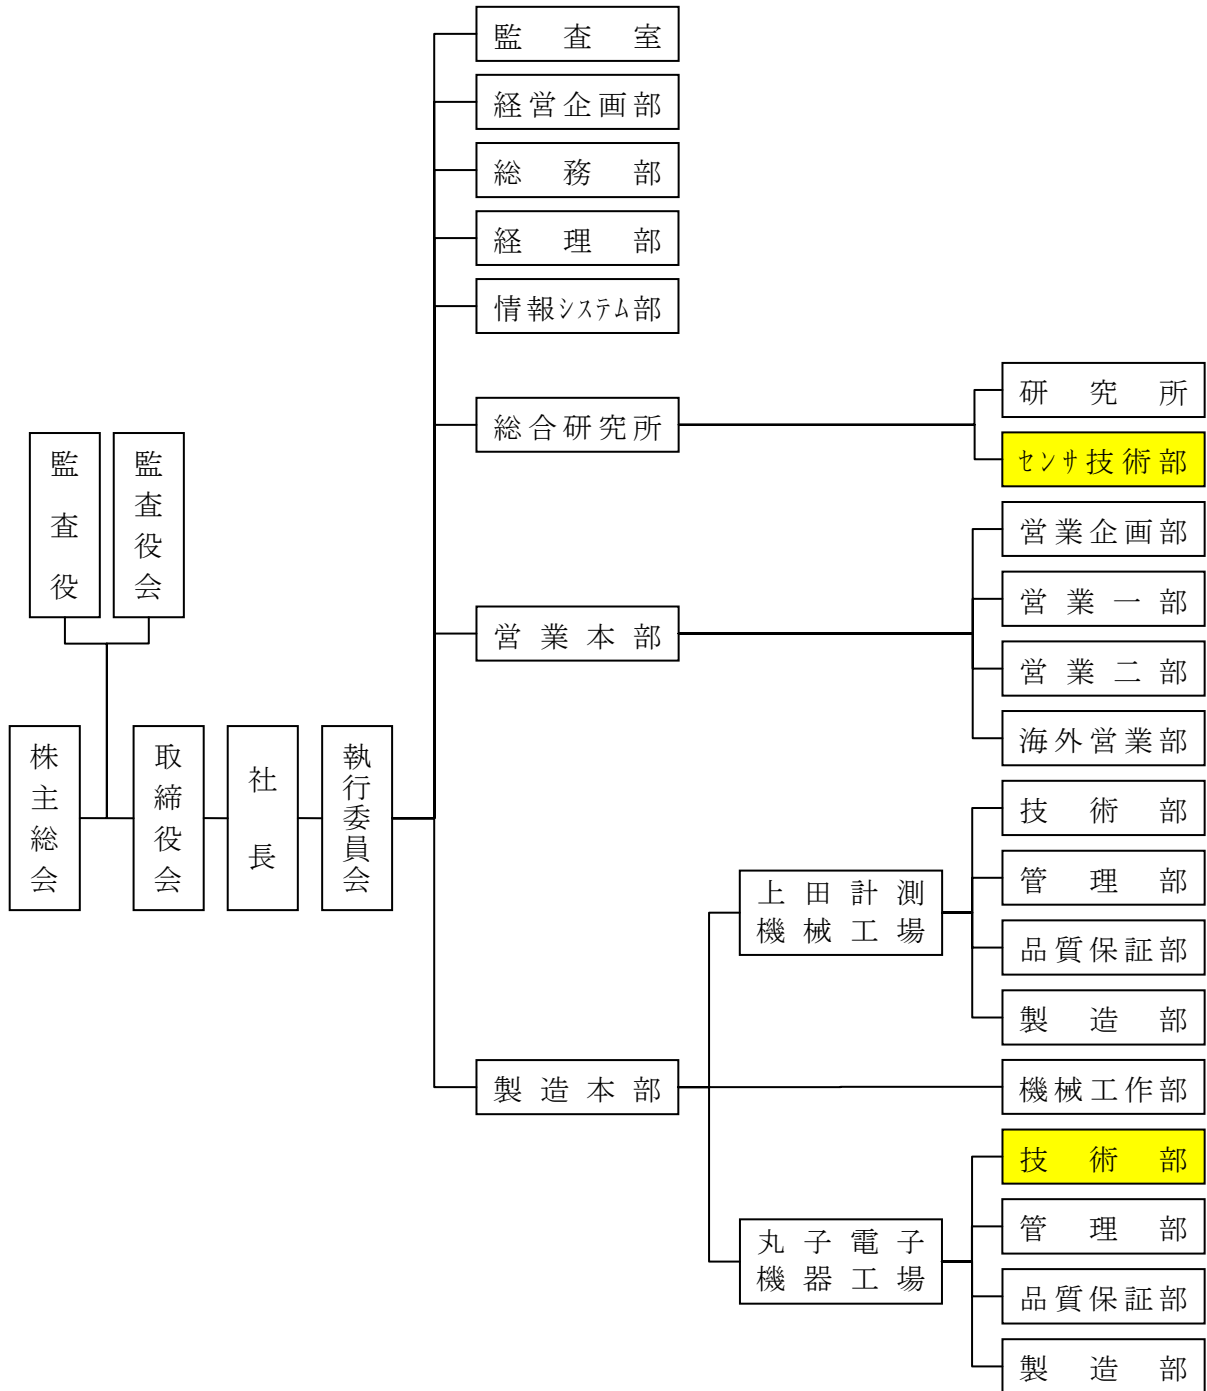 監査室
経営企画部
総務部
経理部
情報システム部
総合研究所
研究所
センサ技術部
監査役
監査役会
営業本部
営業企画部
営業一部
営業二部
海外営業部
株主総会
取締役会
社長
執行委員会
上田計測
機械工場
技術部
管理部
品質保証部
製造部
製造本部
機械工作部
丸子電子
機器工場
技術部
管理部
品質保証部
製造部